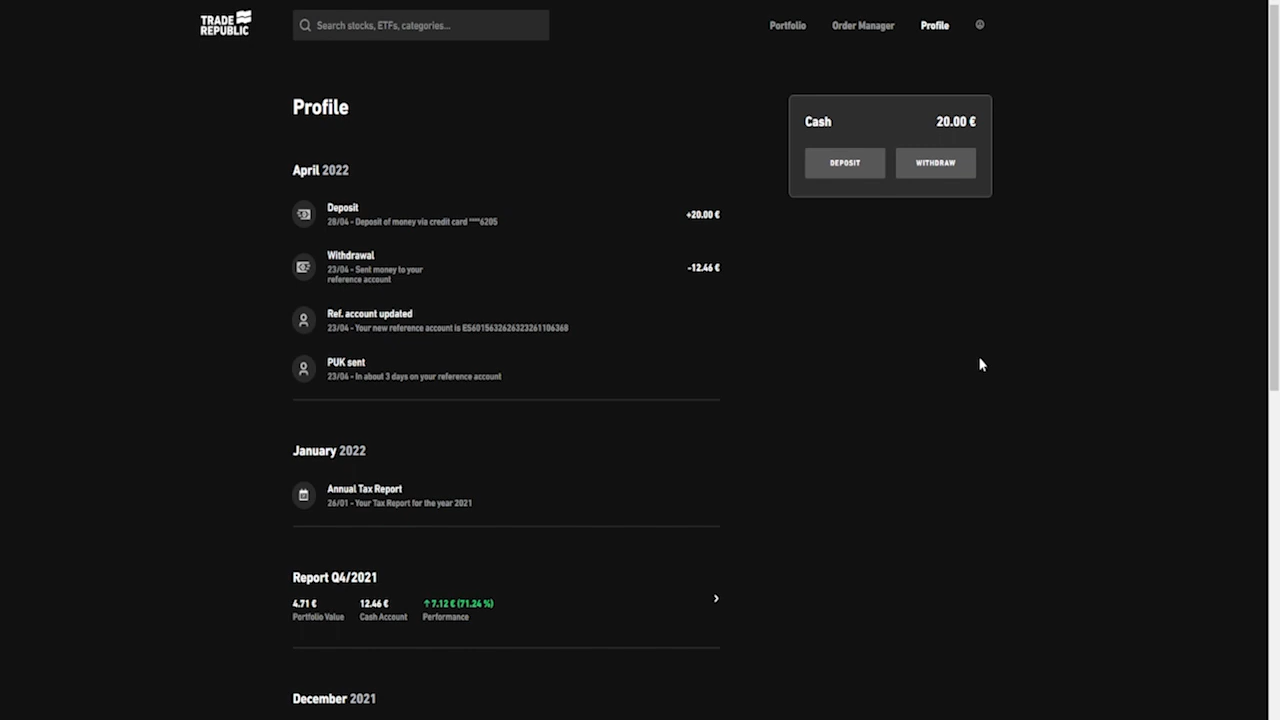 TRADE
REPUBLIC
Search stocks, ETFs, categories...
Portfolio
Order Manager
Profile
Profile
Cash
20.00 €
DEPOSIT
WITHDRAW
April 2022
Deposit
28/04 - Deposit of money via credit card ****6205
+20.00 €
Withdrawal
23/04 - Sent money to your
reference account
-12.46 €
Ref. account updated
23/04 - Your new reference account is ES6015632626323261106368
PUK sent
23/04 - In about 3 days on your reference account
January 2022
Annual Tax Report
26/01 - Your Tax Report for the year 2021
Report Q4/2021
4.71 €
12.46 €
↑ 7.12 € (71.24 %)
Portfolio Value
Cash Account
Performance
December 2021